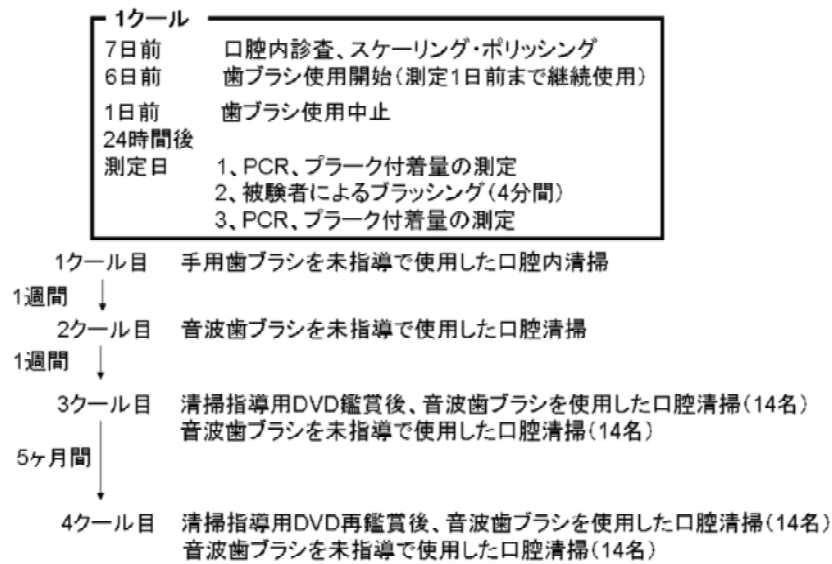 1クール
7日前 口腔内診査、スケーリング・ポリッシング
6日前 歯ブラシ使用開始(測定1日前まで継続使用)
1日前 歯ブラシ使用中止
24時間後
測定日 1、PCR、プラーク付着量の測定
2、被験者によるブラッシング(4分間)
3、PCR、プラーク付着量の測定
1クール目 手用歯ブラシを未指導で使用した口腔内清掃
1週間
2クール目 音波歯ブラシを未指導で使用した口腔清掃
1週間
3クール目 清掃指導用DVD鑑賞後、音波歯ブラシを使用した口腔清掃(14名)
音波歯ブラシを未指導で使用した口腔清掃(14名)
5ヶ月間
4クール目 清掃指導用DVD再鑑賞後、音波歯ブラシを使用した口腔清掃(14名)
音波歯ブラシを未指導で使用した口腔清掃(14名)